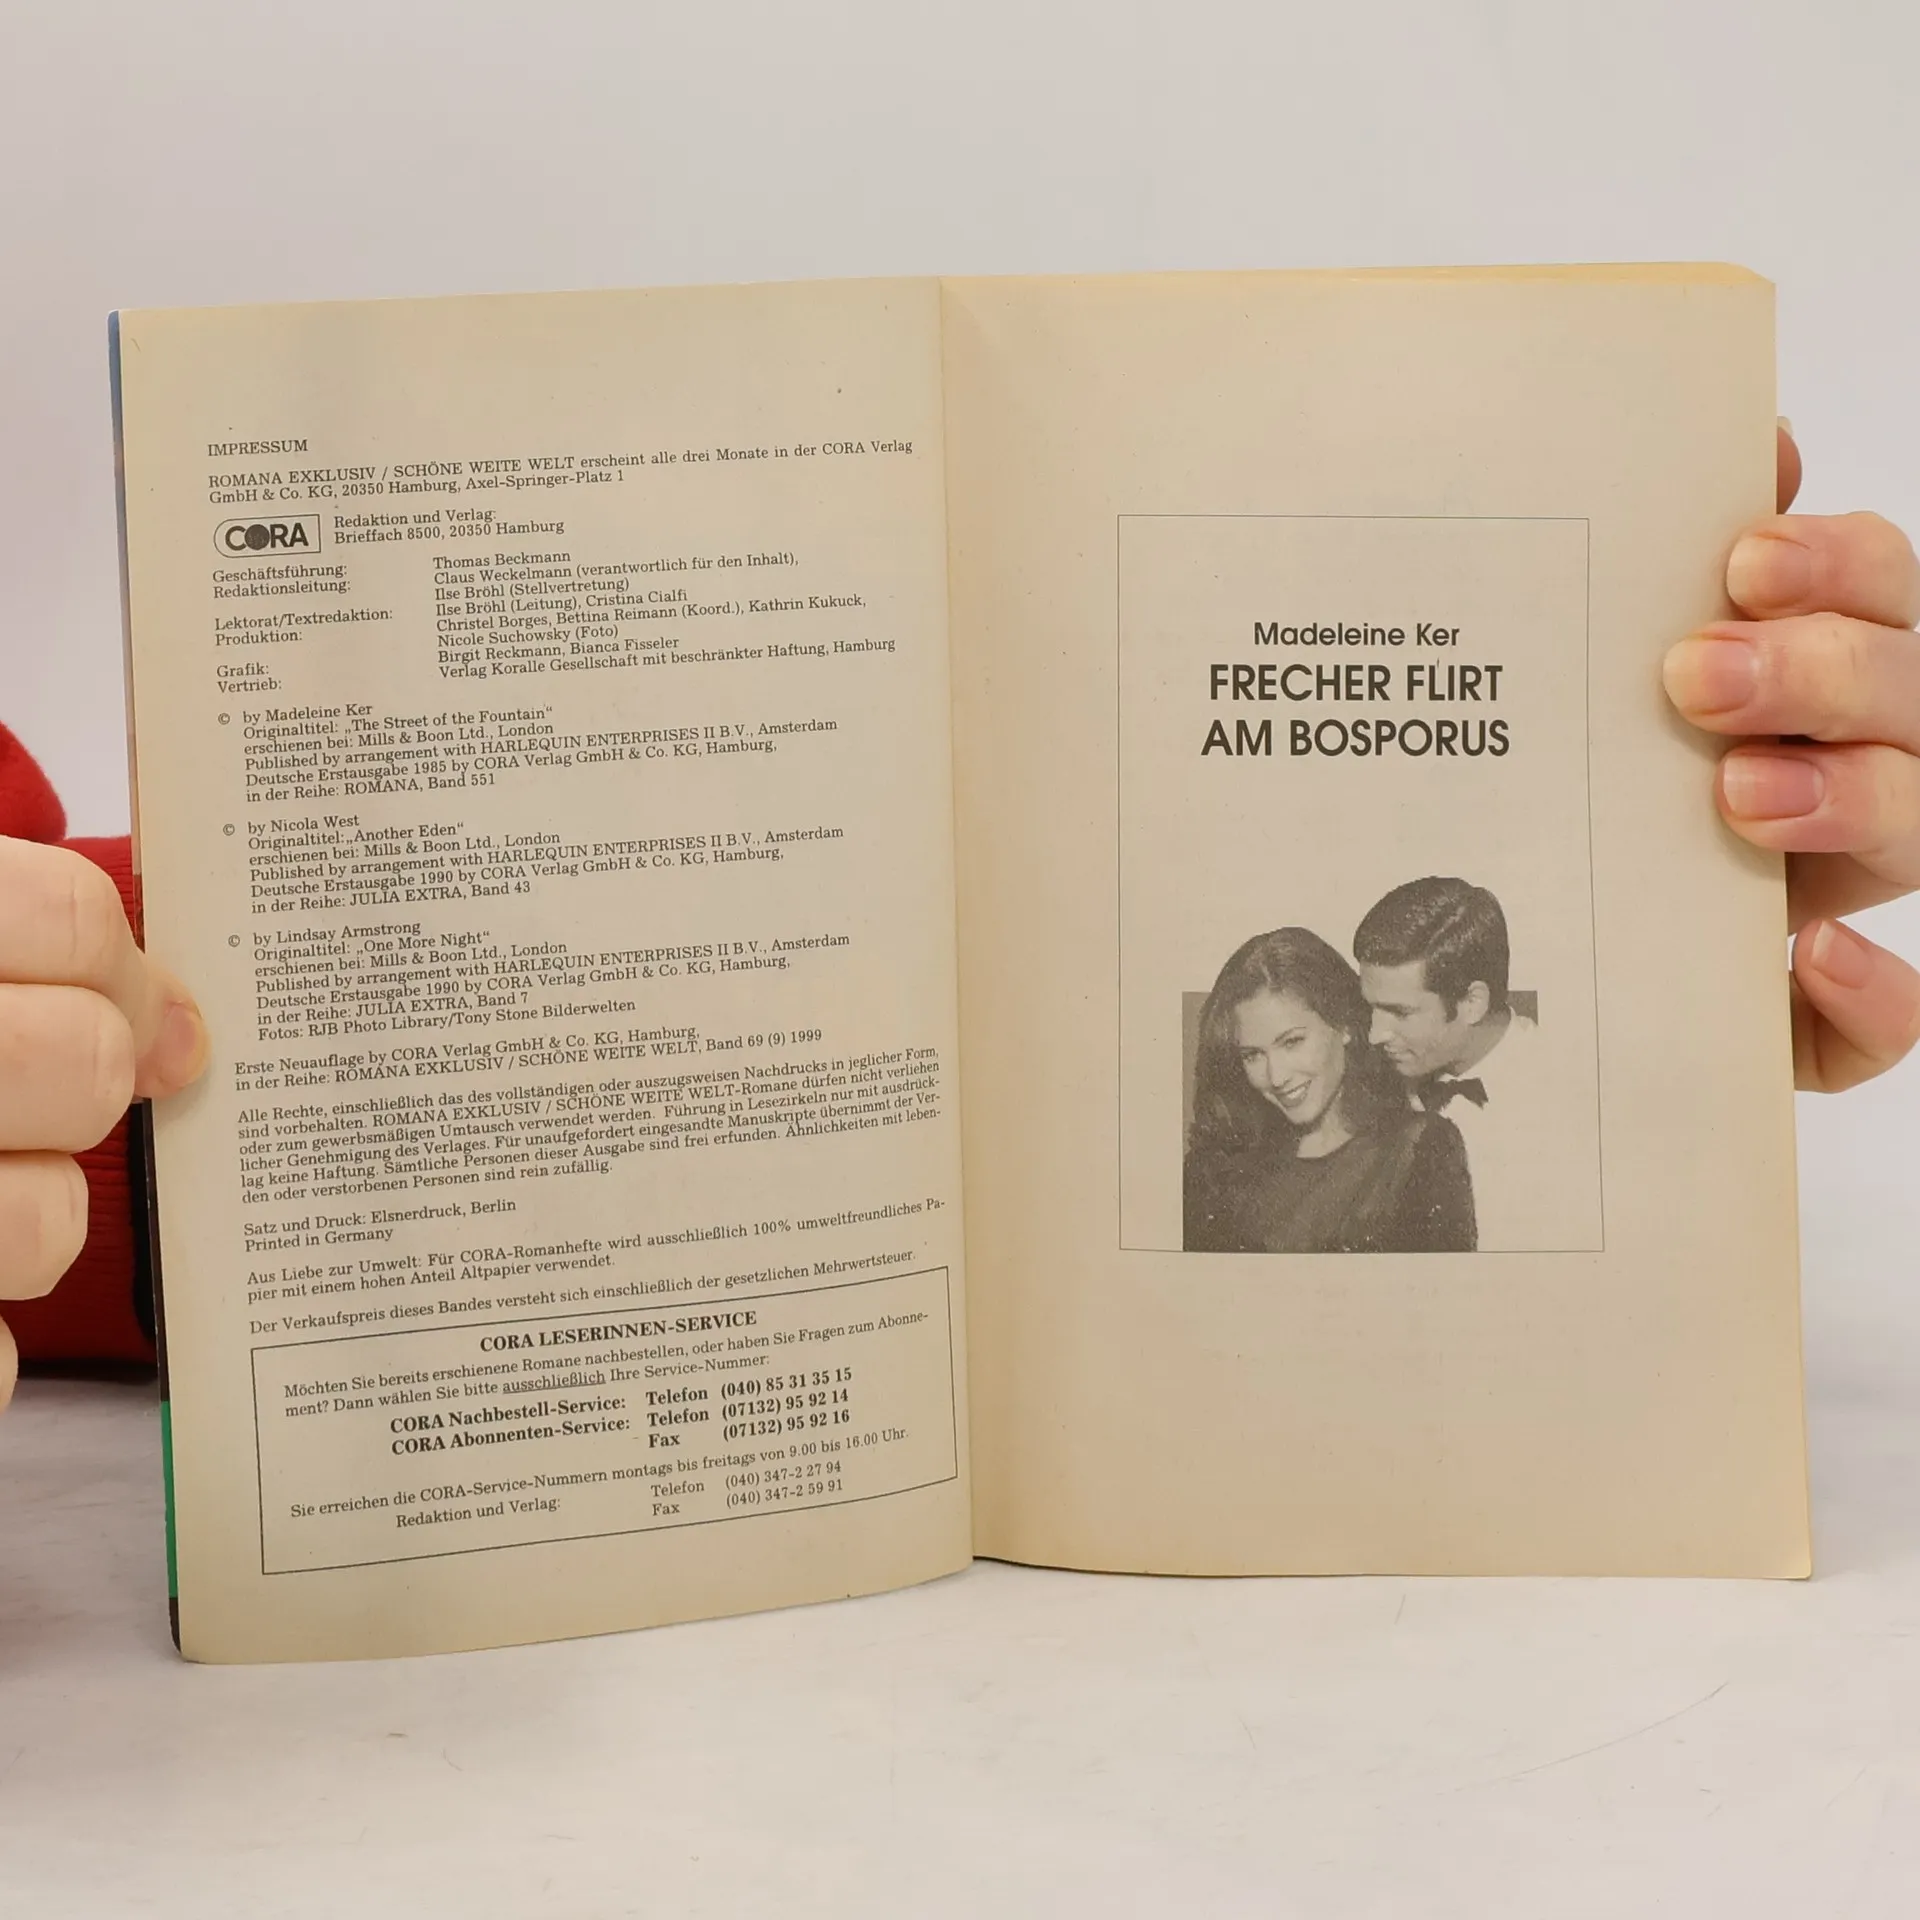 IMPRESSUM
ROMANA EXKLUSIV / SCHÖNE WEITE WELT erscheint alle drei Monate in der CORA Verlag
GmbH & Co. KG, 20350 Hamburg, Axel-Springer-Platz 1
CORA
Redaktion und Verlag:
Brieffach 8500, 20350 Hamburg
Geschäftsführung: Thomas Beckmann
Redaktionsleitung: Claus Weckelmann (verantwortlich für den Inhalt),
Ilse Bröhl (Stellvertretung)
Lektorat/Textredaktion: Ilse Bröhl (Leitung), Cristina Cialfi
Produktion: Christel Borges, Bettina Reimann (Koord.), Kathrin Kukuck,
Nicole Suchowsky (Foto)
Grafik: Birgit Reckmann, Bianca Fisseler
Vertrieb: Verlag Koralle Gesellschaft mit beschränkter Haftung, Hamburg
© by Madeleine Ker
Originaltitel: „The Street of the Fountain“
erschienen bei: Mills & Boon Ltd., London
Published by arrangement with HARLEQUIN ENTERPRISES II B.V., Amsterdam
Deutsche Erstausgabe 1985 by CORA Verlag GmbH & Co. KG, Hamburg,
in der Reihe: ROMANA, Band 551
© by Nicola West
Originaltitel: „Another Eden“
erschienen bei: Mills & Boon Ltd., London
Published by arrangement with HARLEQUIN ENTERPRISES II B.V., Amsterdam
Deutsche Erstausgabe 1990 by CORA Verlag GmbH & Co. KG, Hamburg,
in der Reihe: JULIA EXTRA, Band 43
© by Lindsay Armstrong
Originaltitel: „One More Night“
erschienen bei: Mills & Boon Ltd., London
Published by arrangement with HARLEQUIN ENTERPRISES II B.V., Amsterdam
Deutsche Erstausgabe 1990 by CORA Verlag GmbH & Co. KG, Hamburg,
in der Reihe: JULIA EXTRA, Band 7
Fotos: RJB Photo Library/Tony Stone Bilderwelten
Erste Neuauflage by CORA Verlag GmbH & Co. KG, Hamburg,
in der Reihe: ROMANA EXKLUSIV / SCHÖNE WEITE WELT, Band 69 (9) 1999
Alle Rechte, einschließlich das des vollständigen oder auszugsweisen Nachdrucks in jeglicher Form,
sind vorbehalten. ROMANA EXKLUSIV / SCHÖNE WEITE WELT-Romane dürfen nicht verliehen
oder zum gewerbsmäßigen Umtausch verwendet werden. Führung in Lesezirkeln nur mit ausdrück-
licher Genehmigung des Verlages. Für unaufgefordert eingesandte Manuskripte übernimmt der Ver-
lag keine Haftung. Sämtliche Personen dieser Ausgabe sind frei erfunden. Ähnlichkeiten mit leben-
den oder verstorbenen Personen sind rein zufällig.
Satz und Druck: Elsnerdruck, Berlin
Printed in Germany
Aus Liebe zur Umwelt: Für CORA-Romanhefte wird ausschließlich 100% umweltfreundliches Pa-
pier mit einem hohen Anteil Altpapier verwendet.
Der Verkaufspreis dieses Bandes versteht sich einschließlich der gesetzlichen Mehrwertsteuer.
CORA LESERINNEN-SERVICE
Möchten Sie bereits erschienene Romane nachbestellen, oder haben Sie Fragen zum Abonne-
ment? Dann wählen Sie bitte ausschließlich Ihre Service-Nummer:
CORA Nachbestell-Service: Telefon (040) 85 31 35 15
CORA Abonnenten-Service: Telefon (07132) 95 92 14
Fax (07132) 95 92 16
Sie erreichen die CORA-Service-Nummern montags bis freitags von 9.00 bis 16.00 Uhr.
Redaktion und Verlag: Telefon (040) 347-2 27 94
Fax (040) 347-2 59 91
Madeleine Ker
FRECHER FLIRT
AM BOSPORUS